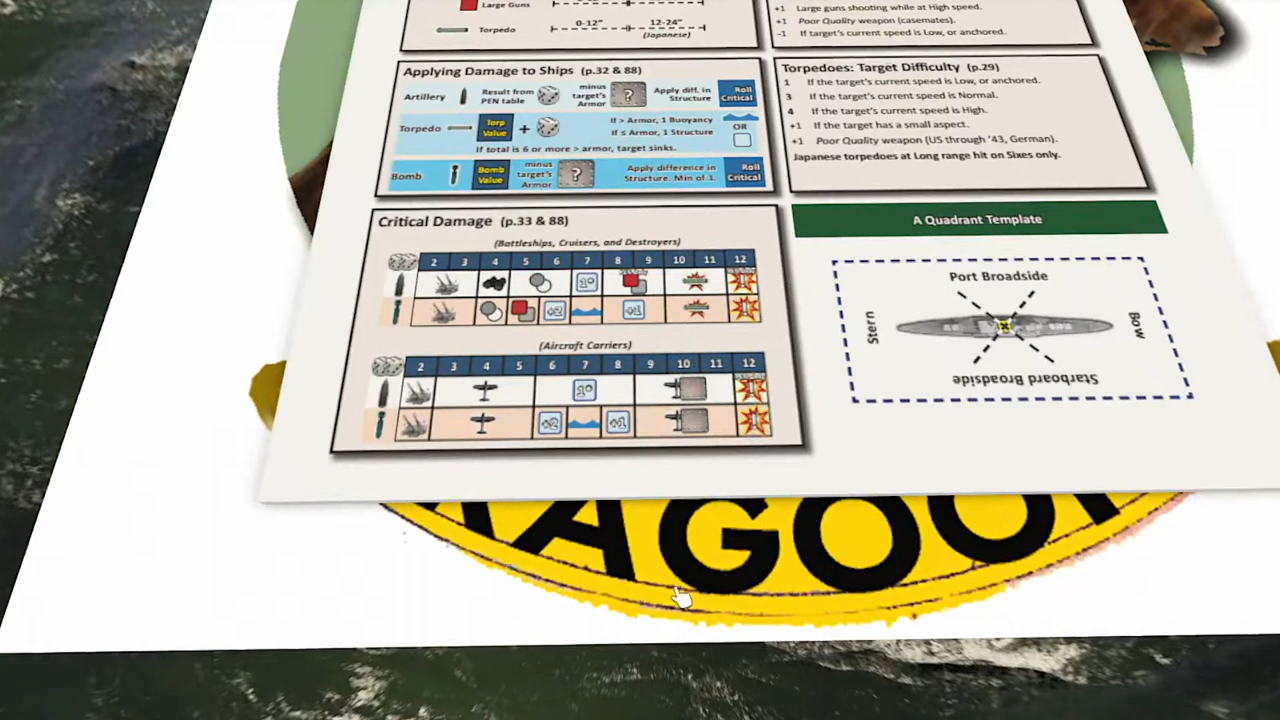 Large Guns
Torpedo
0-12" 12-24"
(Japanese)
+1 Large guns shooting while at High speed.
+1 Poor Quality weapon (casemates).
-1 If target's current speed is Low, or anchored.
Applying Damage to Ships (p.32 & 88)
Artillery Result from PEN table minus target's Armor ? Apply diff. in Structure Roll Critical
Torpedo Torp Value + If > Armor, 1 Buoyancy
If ≤ Armor, 1 Structure
OR
If total is 6 or more > armor, target sinks.
Bomb Bomb Value minus target's Armor ? Apply difference in Structure. Min of 1. Roll Critical
Torpedoes: Target Difficulty (p.29)
1 If the target's current speed is Low, or anchored.
3 If the target's current speed is Normal.
4 If the target's current speed is High.
+1 If the target has a small aspect.
+1 Poor Quality weapon (US through '43, German).
Japanese torpedoes at Long range hit on Sixes only.
Critical Damage (p.33 & 88)
(Battleships, Cruisers, and Destroyers)
2 3 4 5 6 7 8 9 10 11 12
(Aircraft Carriers)
2 3 4 5 6 7 8 9 10 11 12
A Quadrant Template
Port Broadside
Stern
Bow
Starboard Broadside
AGOO